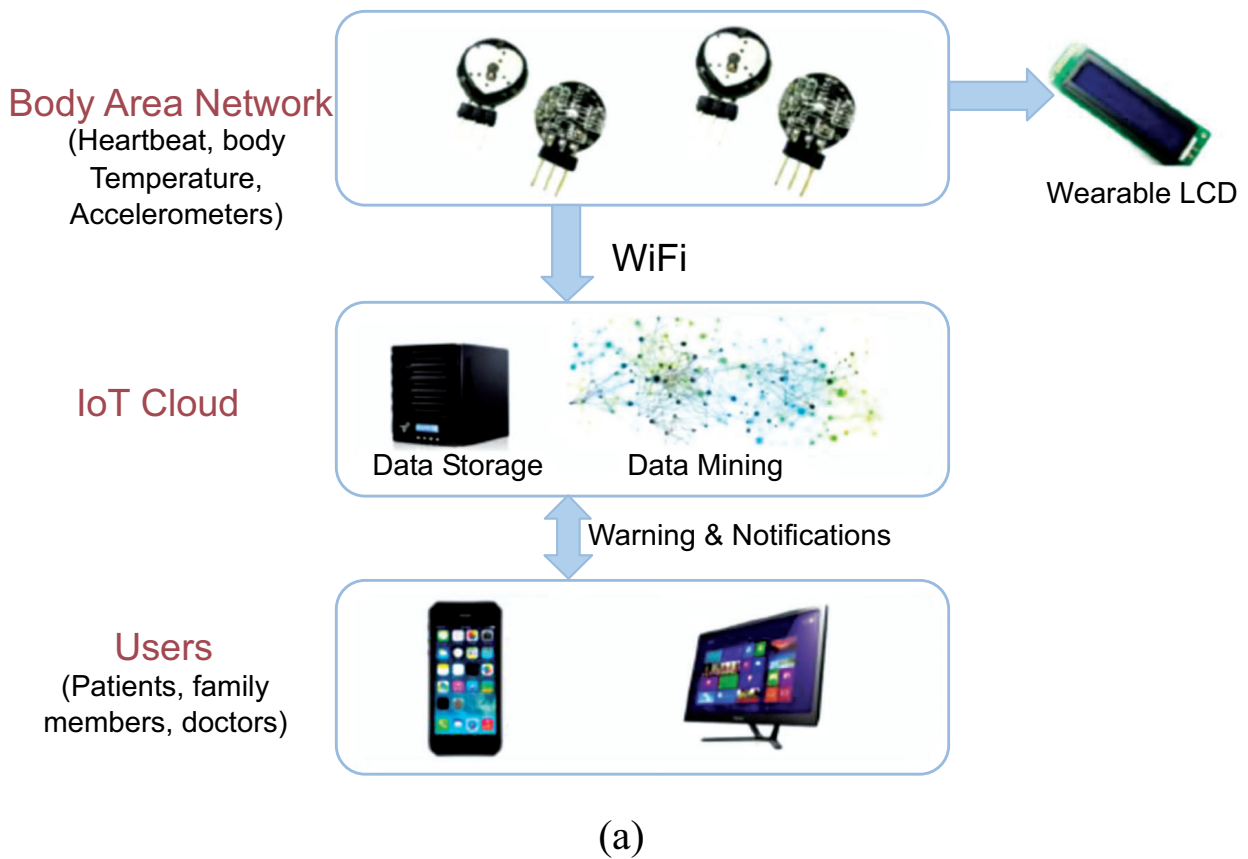 Body Area Network
(Heartbeat, body
Temperature,
Accelerometers)
Wearable LCD
WiFi
IoT Cloud
Data Storage
Data Mining
Warning & Notifications
Users
(Patients, family
members, doctors)
(a)